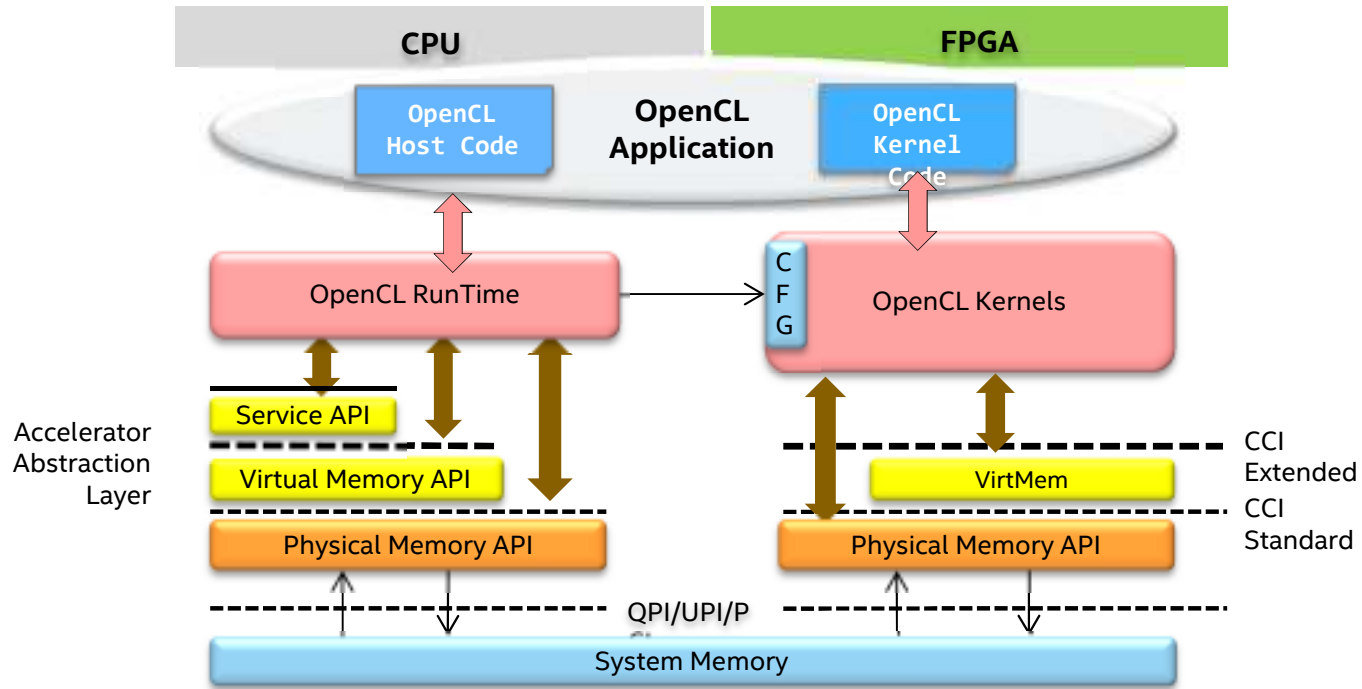 CPU
FPGA
OpenCL
Host Code
OpenCL
Application
OpenCL
Kernel
Code
OpenCL RunTime
C
F
G
OpenCL Kernels
Accelerator
Abstraction
Layer
Service API
Virtual Memory API
Physical Memory API
VirtMem
Physical Memory API
CCI
Extended
CCI
Standard
QPI/UPI/P
System Memory